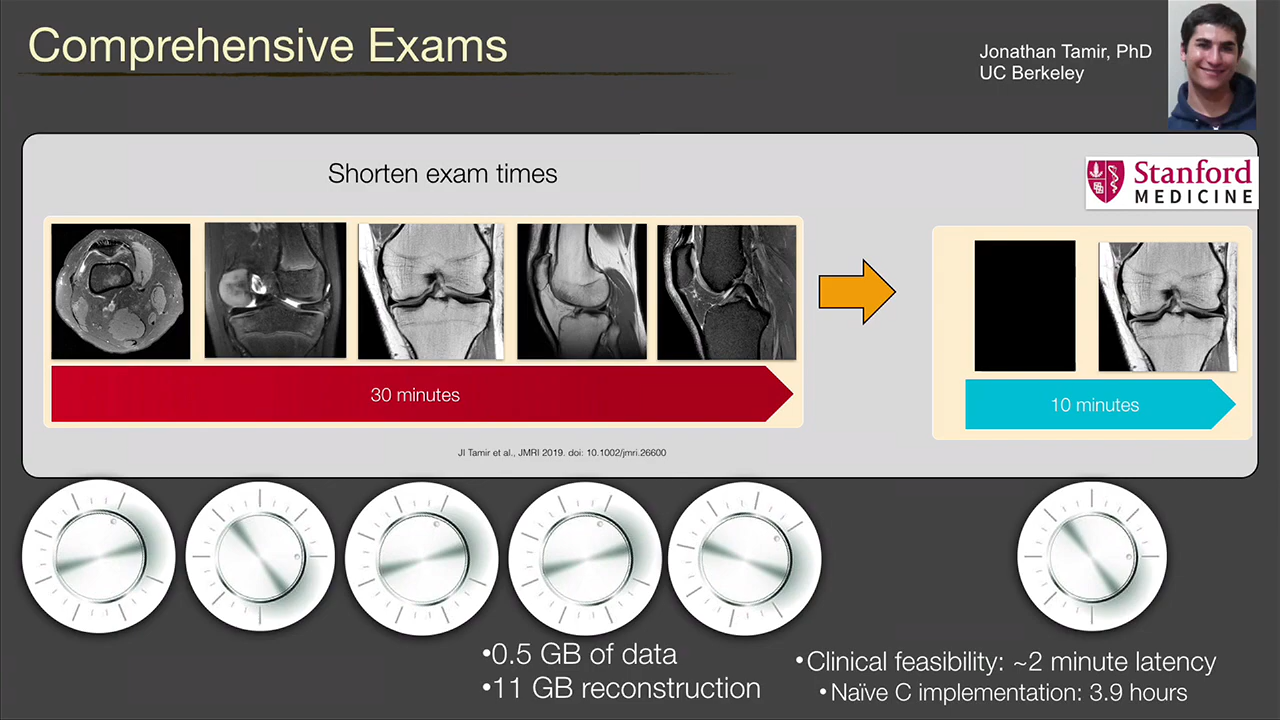 Comprehensive Exams
Jonathan Tamir, PhD
UC Berkeley
Shorten exam times
Stanford
MEDICINE
30 minutes
10 minutes
JI Tamir et al., JMRI 2019. doi: 10.1002/jmri.26600
•0.5 GB of data
•11 GB reconstruction
•Clinical feasibility: ~2 minute latency
•Naïve C implementation: 3.9 hours